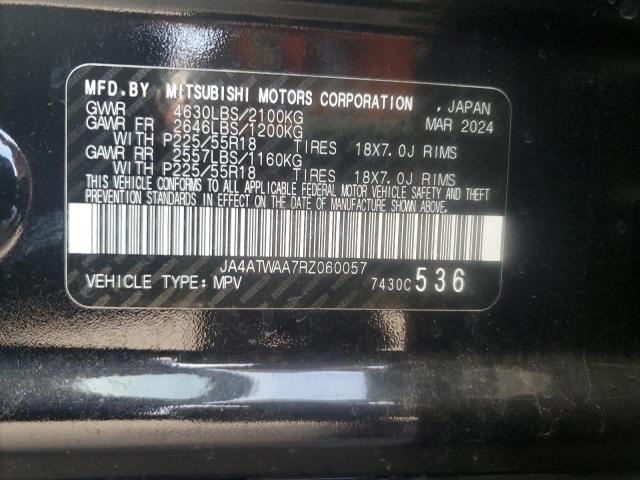 MFD.BY MITSUBISHI MOTORS CORPORATION , JAPAN
GVWR 4630LBS/2100KG MAR 2024
GAWR FR 2646LBS/1200KG
WITH P225/55R18 TIRES 18X7.0J RIMS
GAWR RR 2557LBS/1160KG
WITH P225/55R18 TIRES 18X7.0J RIMS
THIS VEHICLE CONFORMS TO ALL APPLICABLE FEDERAL MOTOR VEHICLE SAFETY AND THEFT
PREVENTION STANDARDS IN EFFECT ON THE DATE OF MANUFACTURE SHOWN ABOVE.
JA4ATWAA7RZ060057
VEHICLE TYPE: MPV 7430C 536